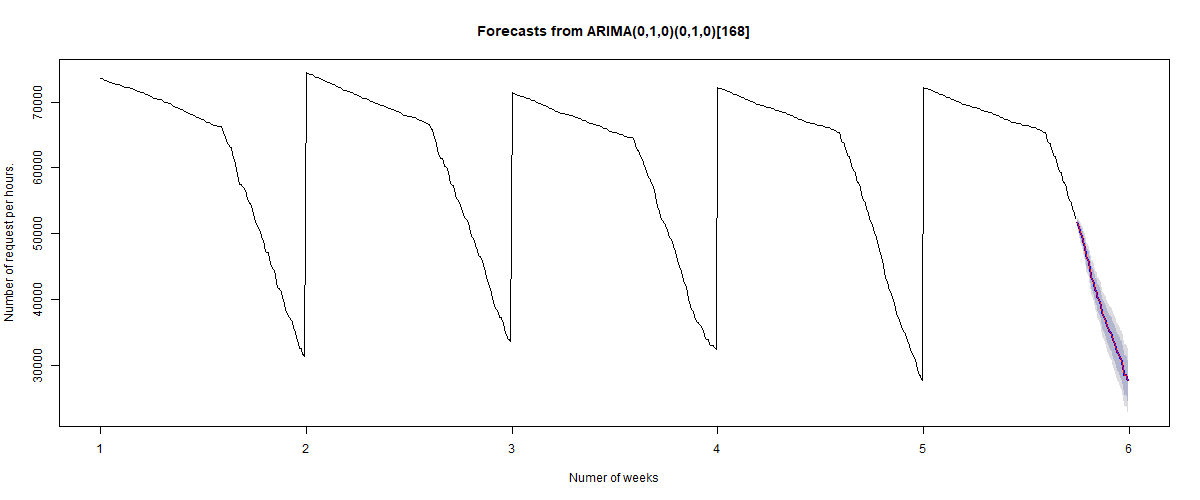 Forecasts from ARIMA(0,1,0)(0,1,0)[168]
Number of request per hours.
70000
60000
50000
40000
30000
1 2 3 4 5 6
Numer of weeks